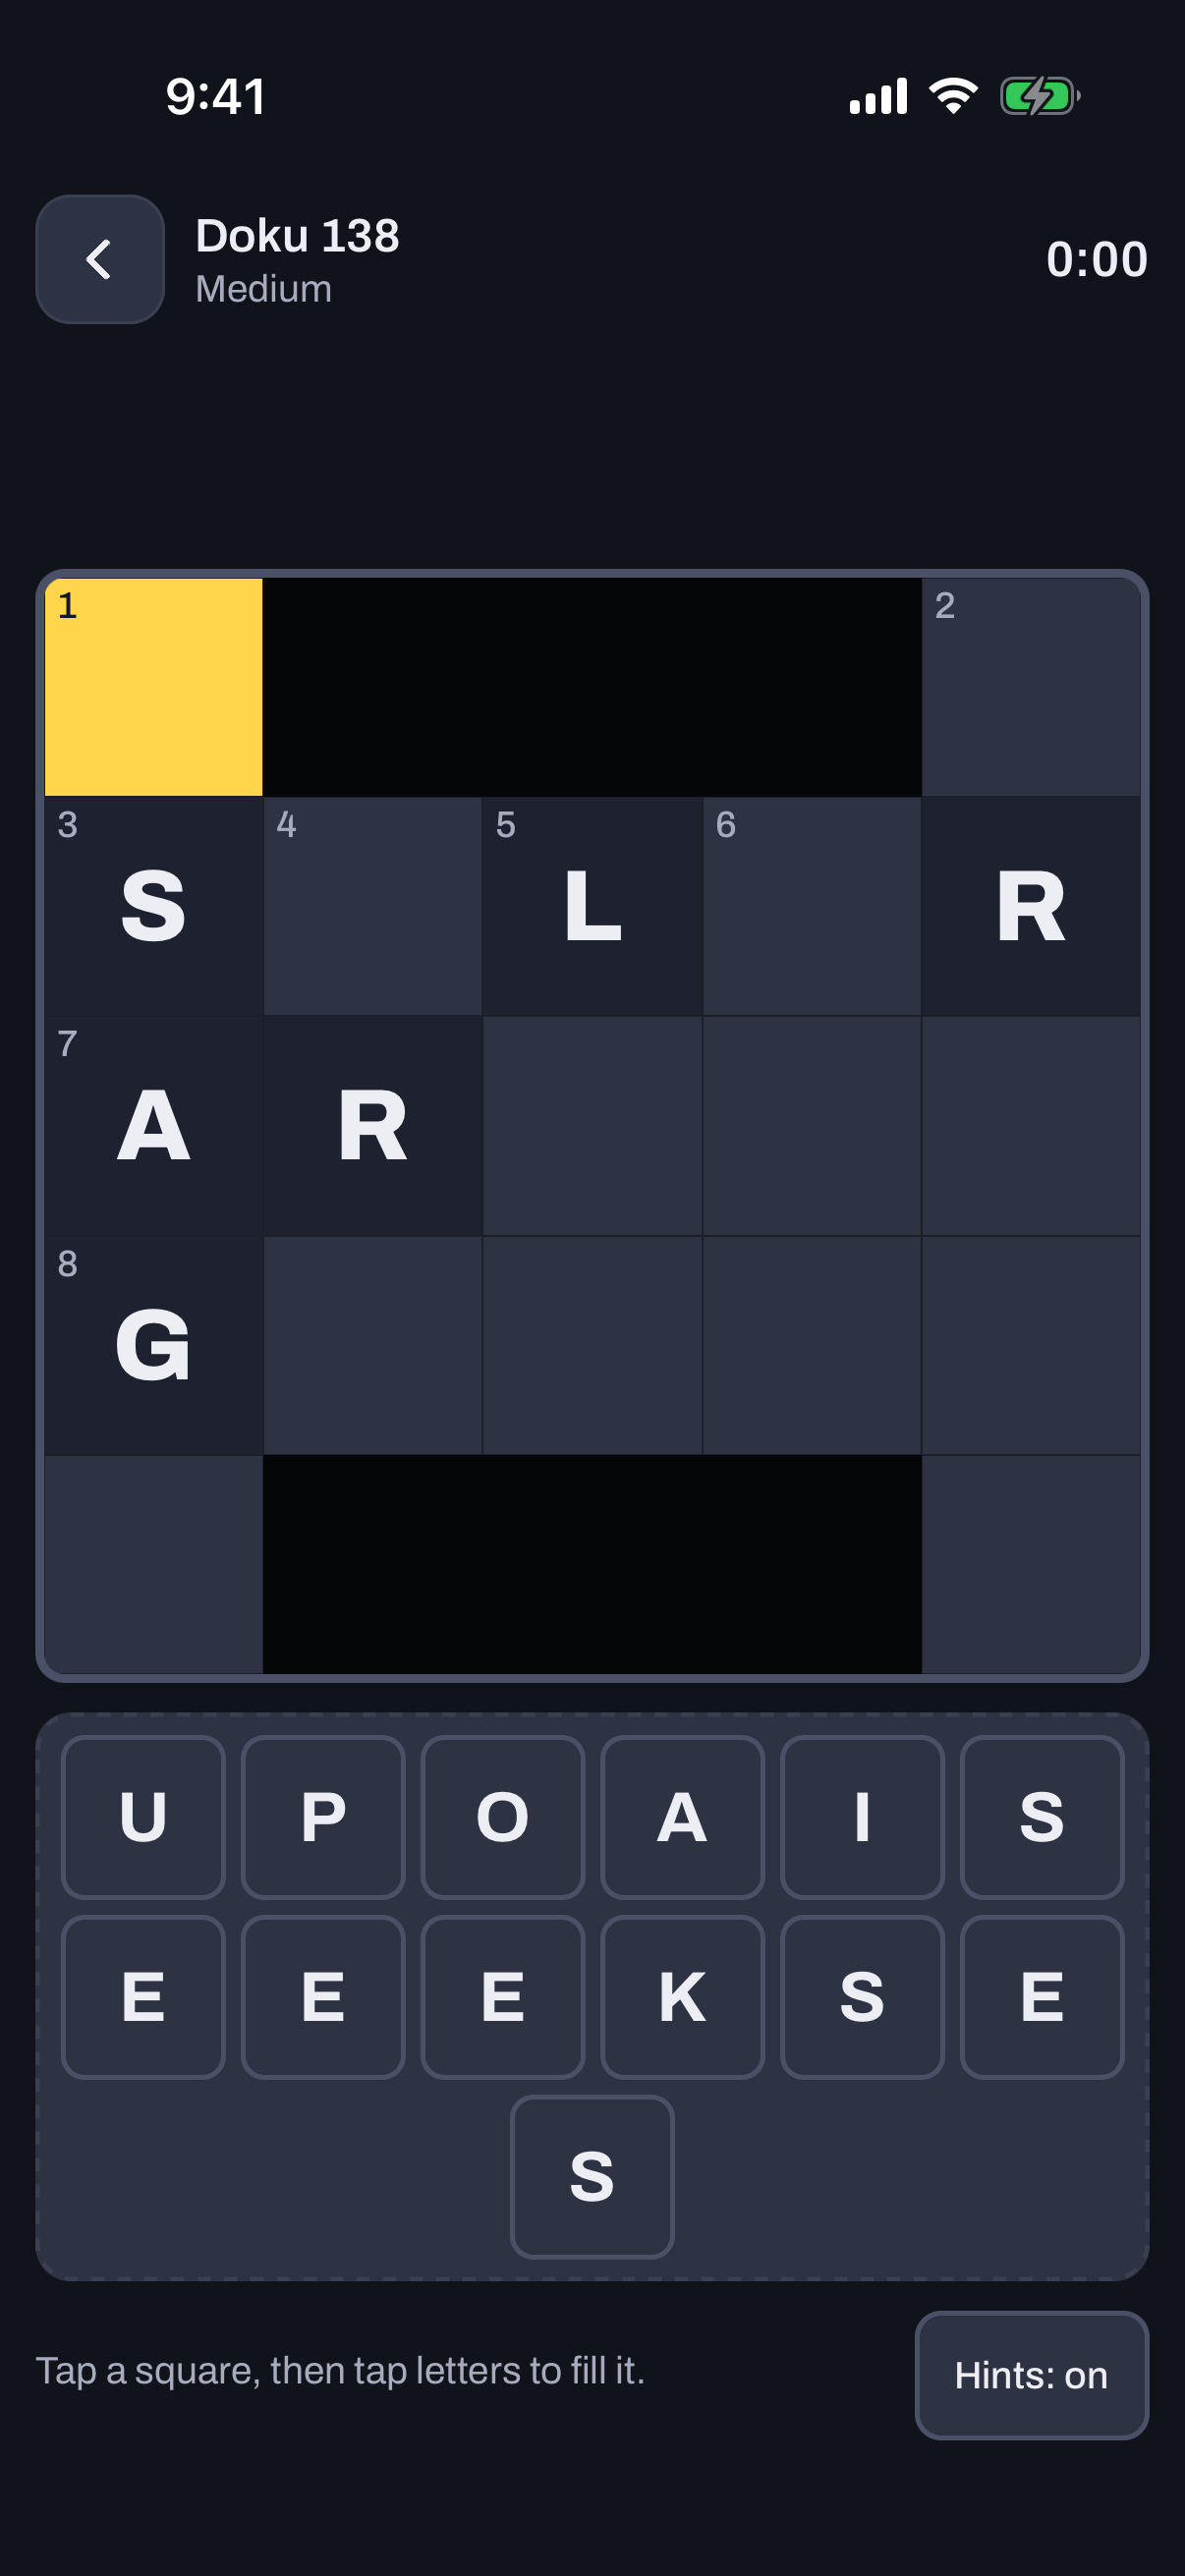 9:41
Doku 138
Medium
0:00
1 2
3 S 4 5 L 6 R
7 A R
8 G
U P O A I S
E E E K S E
S
Tap a square, then tap letters to fill it.
Hints: on